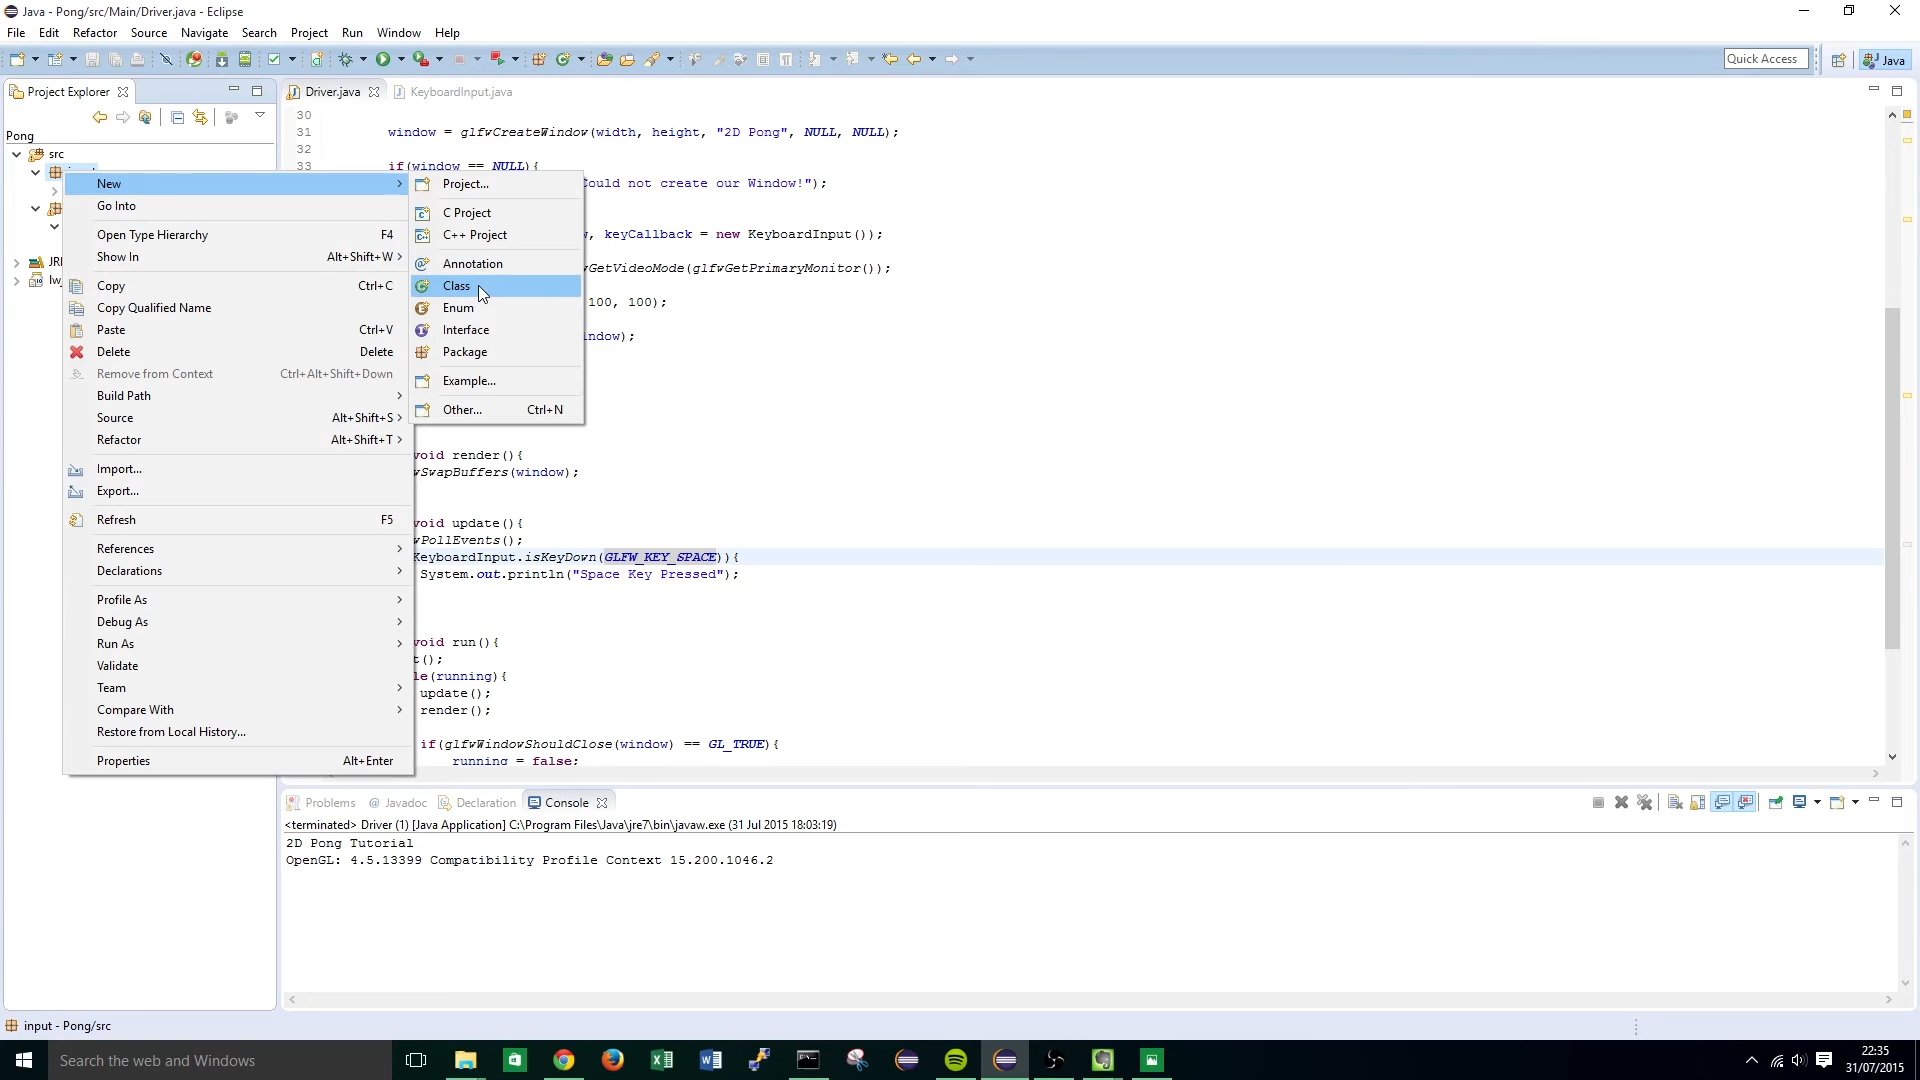 Java - Pong/src/Main/Driver.java - Eclipse
File Edit Refactor Source Navigate Search Project Run Window Help
Quick Access
Java
Project Explorer
Driver.java
KeyboardInput.java
Pong
src
30
31 window = glfwCreateWindow(width, height, "2D Pong", NULL, NULL);
32
33 if(window == NULL){
Could not create our Window!");
, keyCallback = new KeyboardInput());
GetVideoMode(glfwGetPrimaryMonitor());
100, 100);
indow);
void render(){
wSwapBuffers(window);
void update(){
wPollEvents();
KeyboardInput.isKeyDown(GLFW_KEY_SPACE)){
System.out.println("Space Key Pressed");
void run(){
t();
le(running){
update();
render();
if(glfwWindowShouldClose(window) == GL_TRUE){
running = false;
New
Go Into
Open Type Hierarchy F4
Show In Alt+Shift+W
Copy Ctrl+C
Copy Qualified Name
Paste Ctrl+V
Delete Delete
Remove from Context Ctrl+Alt+Shift+Down
Build Path
Source Alt+Shift+S
Refactor Alt+Shift+T
Import...
Export...
Refresh F5
References
Declarations
Profile As
Debug As
Run As
Validate
Team
Compare With
Restore from Local History...
Properties Alt+Enter
Project...
C Project
C++ Project
Annotation
Class
Enum
Interface
Package
Example...
Other... Ctrl+N
Problems @ Javadoc Declaration Console
<terminated> Driver (1) [Java Application] C:\Program Files\Java\jre7\bin\javaw.exe (31 Jul 2015 18:03:19)
2D Pong Tutorial
OpenGL: 4.5.13399 Compatibility Profile Context 15.200.1046.2
input - Pong/src
Search the web and Windows
22:35
31/07/2015